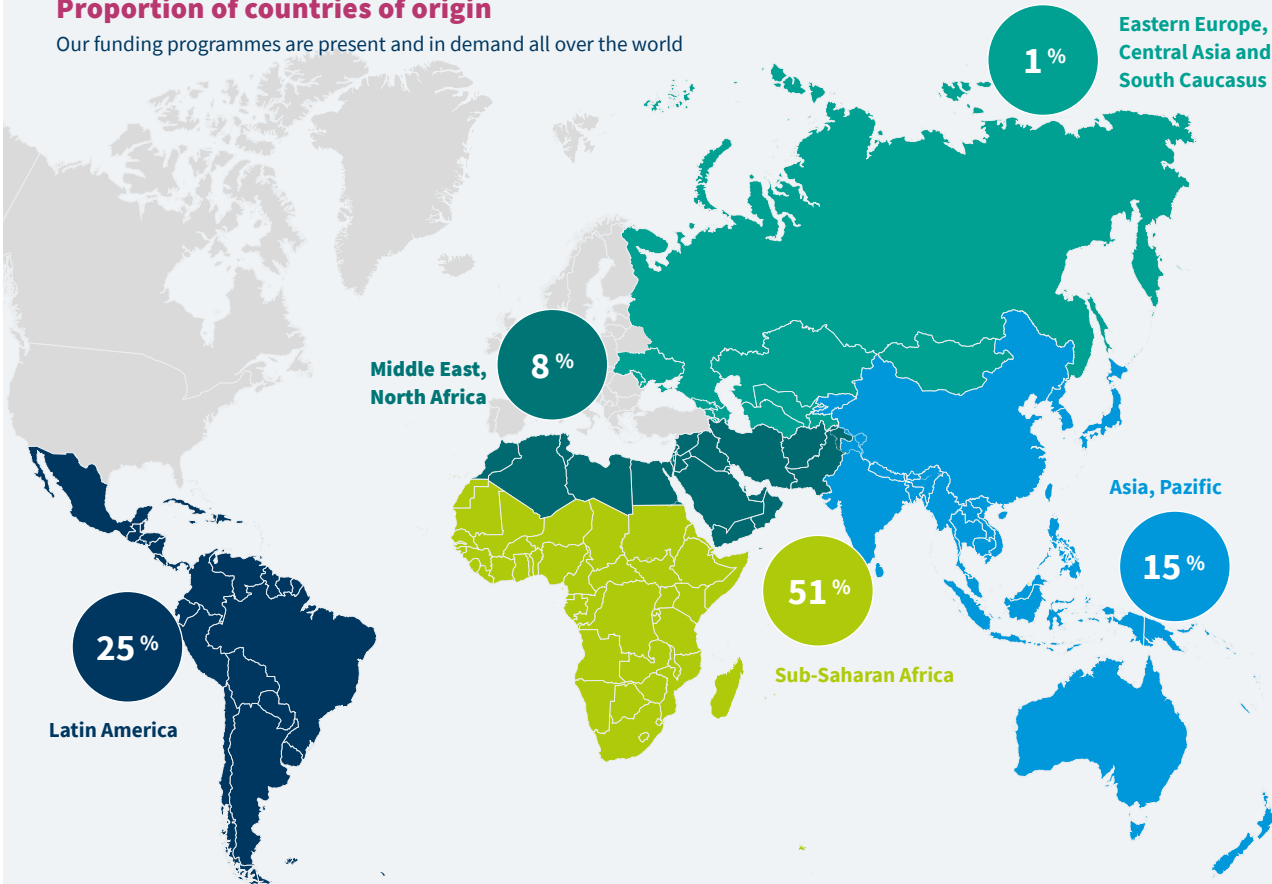 Proportion of countries of origin
Our funding programmes are present and in demand all over the world
1 %
Eastern Europe,
Central Asia and
South Caucasus
Middle East,
North Africa
8 %
Asia, Pazific
15 %
51 %
Sub-Saharan Africa
25 %
Latin America